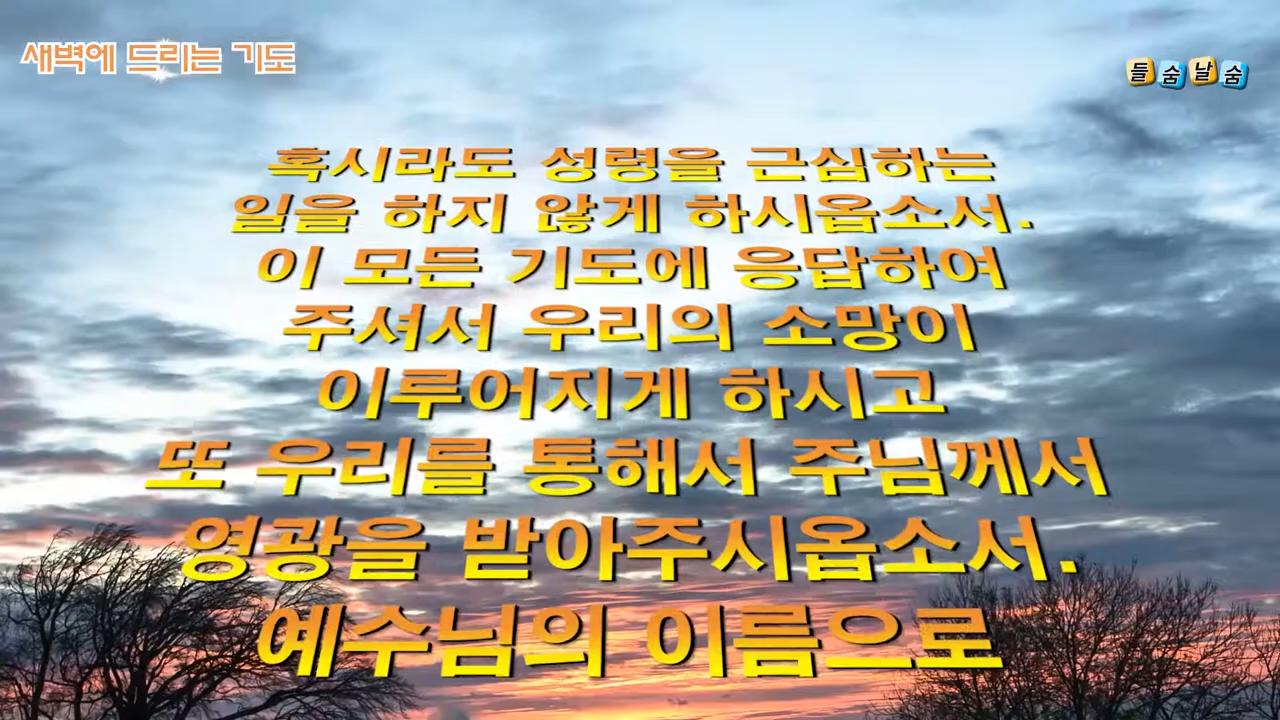 새벽에 드리는 기도
들숨날숨
혹시라도 성령을 근심하는
일을 하지 않게 하시옵소서.
이 모든 기도에 응답하여
주셔서 우리의 소망이
이루어지게 하시고
또 우리를 통해서 주님께서
영광을 받아주시옵소서.
예수님의 이름으로